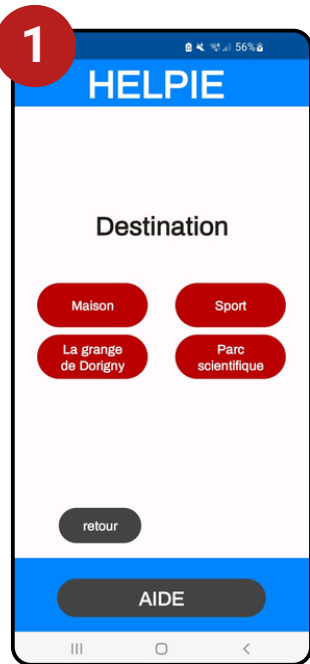 1
56%
HELPIE
Destination
Maison
Sport
La grange
de Dorigny
Parc
scientifique
retour
AIDE